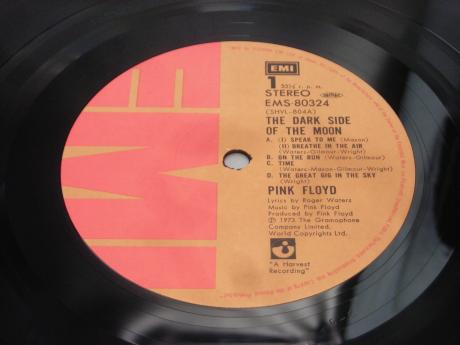 EMI
EMI
1 33⅓ r.p.m.
STEREO
EMS-80324
(SHVL-804A)
THE DARK SIDE
OF THE MOON
A. (I) SPEAK TO ME (Mason)
(II) BREATHE IN THE AIR
(Waters-Gilmour-Wright)
B. ON THE RUN (Waters-Gilmour)
C. TIME
(Waters-Mason-Gilmour-Wright)
D. THE GREAT GIG IN THE SKY
(Wright)
PINK FLOYD
Lyrics by Roger Waters
Music by Pink Floyd
Produced by Pink Floyd
℗ 1973 The Gramophone
Company Limited.
World Copyrights Ltd.
"A Harvest
Recording"